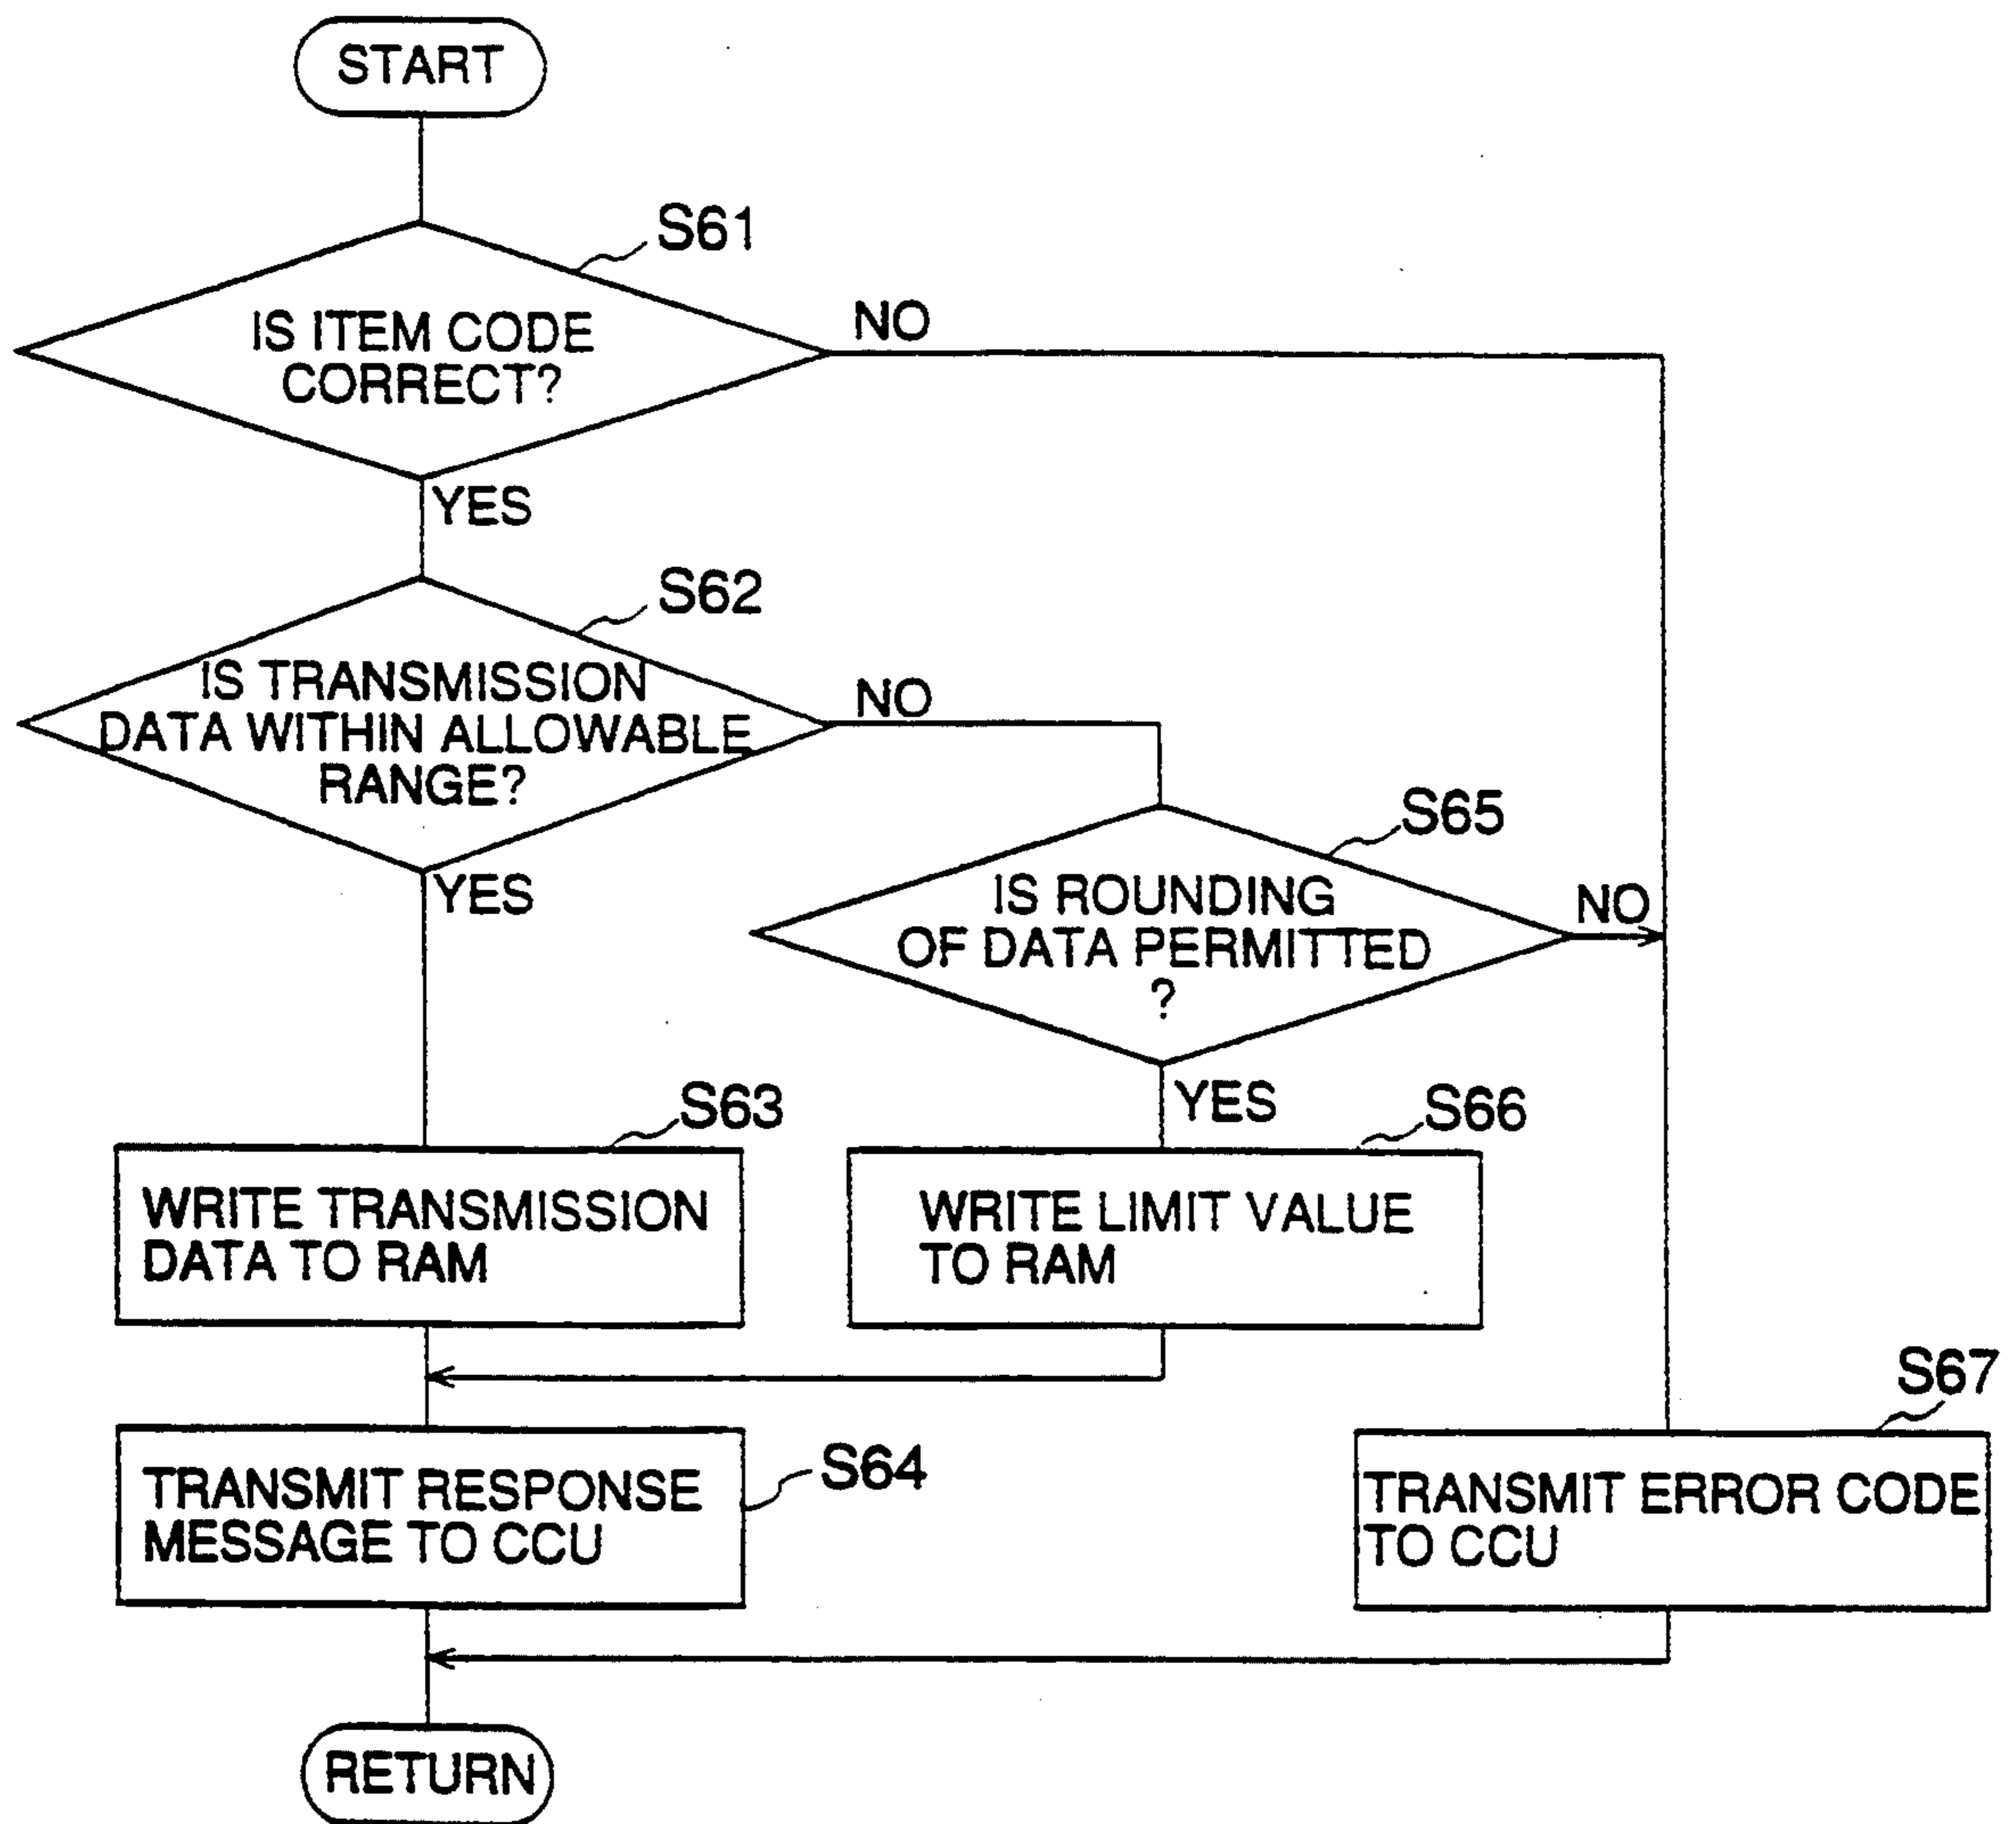 START
S61
IS ITEM CODE
CORRECT?
NO
YES
S62
IS TRANSMISSION
DATA WITHIN ALLOWABLE
RANGE?
NO
YES
S65
IS ROUNDING
OF DATA PERMITTED
?
NO
YES
S63
WRITE TRANSMISSION
DATA TO RAM
S66
WRITE LIMIT VALUE
TO RAM
S64
TRANSMIT RESPONSE
MESSAGE TO CCU
S67
TRANSMIT ERROR CODE
TO CCU
RETURN